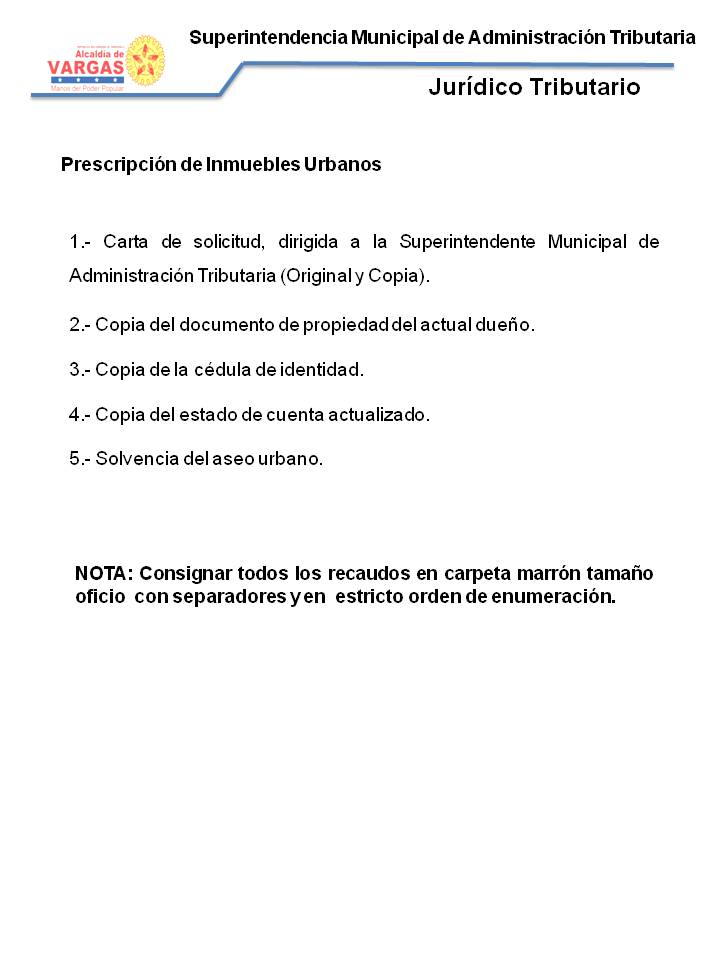 Superintendencia Municipal de Administración Tributaria
Alcaldía de
VARGAS
Manos del Poder Popular
Jurídico Tributario
Prescripción de Inmuebles Urbanos
1.- Carta de solicitud, dirigida a la Superintendente Municipal de
Administración Tributaria (Original y Copia).
2.- Copia del documento de propiedad del actual dueño.
3.- Copia de la cédula de identidad.
4.- Copia del estado de cuenta actualizado.
5.- Solvencia del aseo urbano.
NOTA: Consignar todos los recaudos en carpeta marrón tamaño
oficio con separadores y en estricto orden de enumeración.